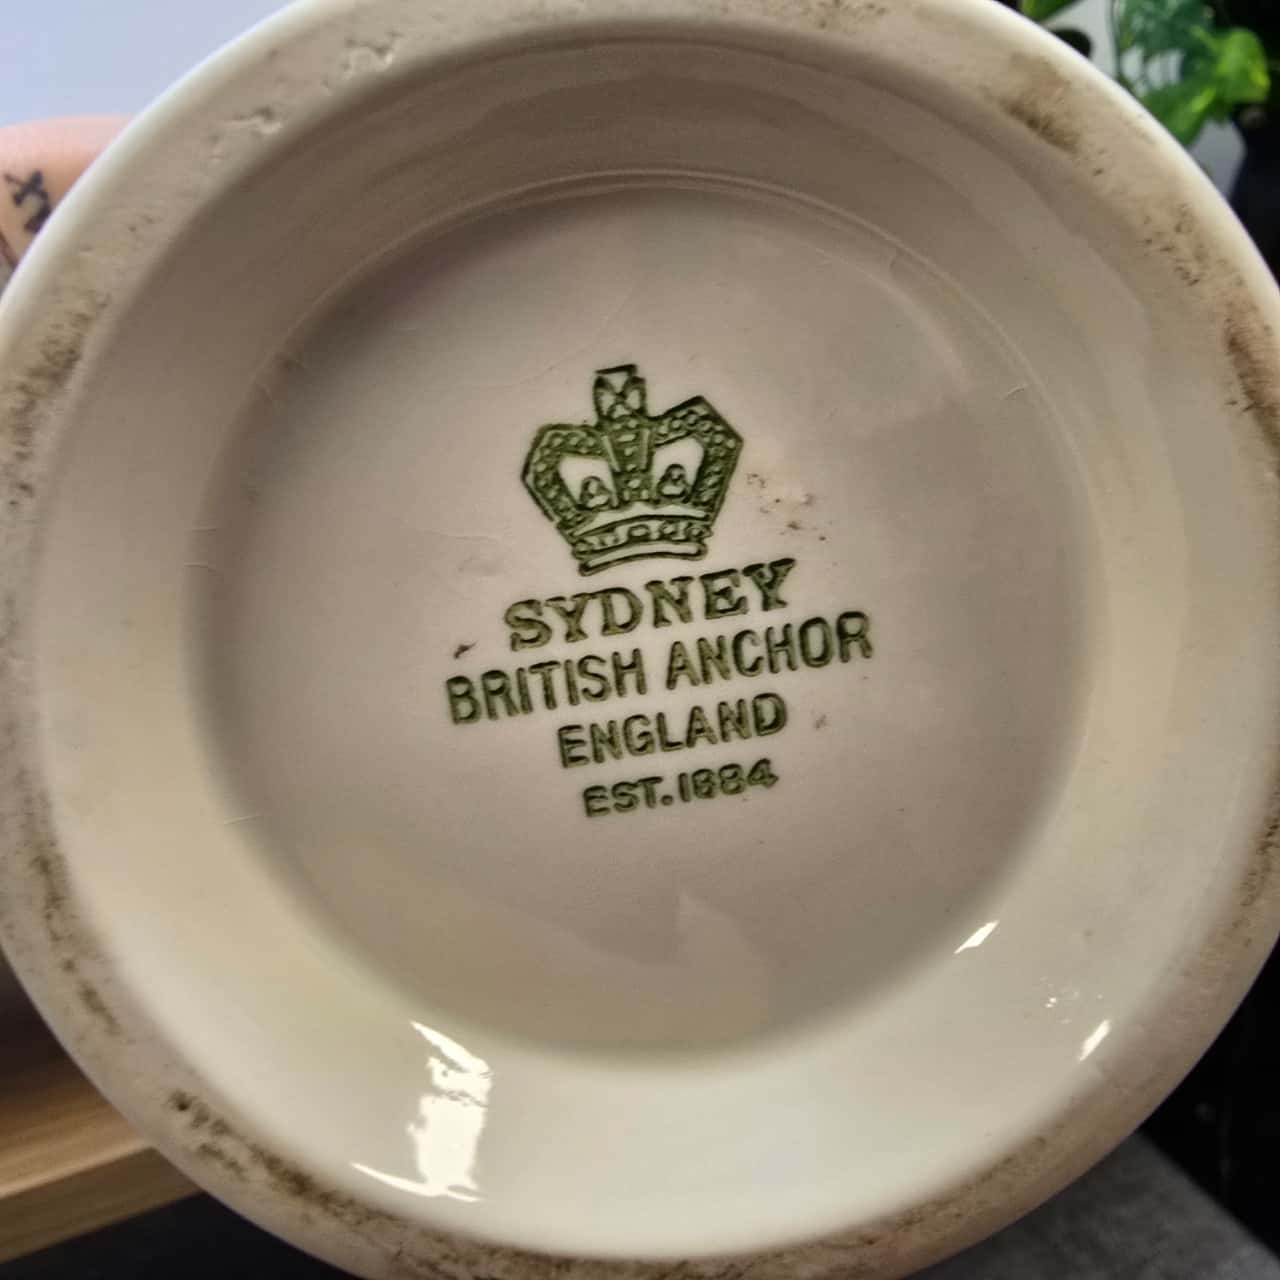 SYDNEY
BRITISH ANCHOR
ENGLAND
EST. 1884